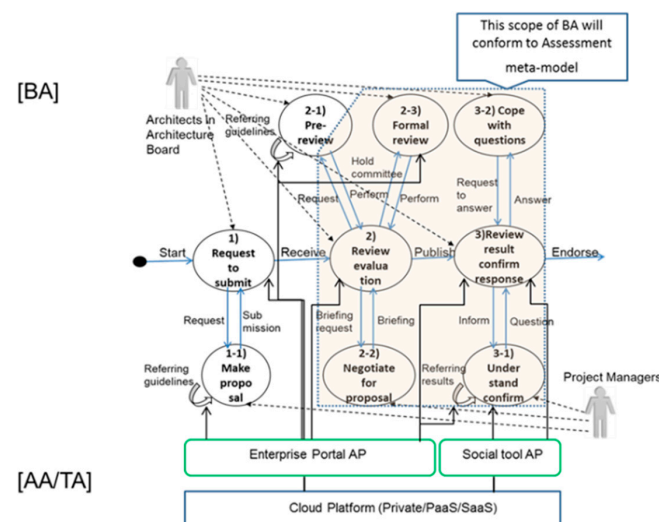 This scope of BA will
conform to Assessment
meta-model
[BA]
Architects In
Architecture
Board
Referring
guidelines
2-1)
Pre-
review
2-3)
Formal
review
3-2) Cope
with
questions
Hold
committee
Request
Perform
Perform
Request
to
answer
Answer
Start
1)
Request
to
submit
Receive
2)
Review
evalua
tion
Publish
3)Review
result
confirm
response
Endorse
Request
Sub
mission
Briefing
request
Briefing
Inform
Question
Referring
guidelines
1-1)
Make
propo
sal
2-2)
Negotiate
for
proposal
Referring
results
3-1)
Under
stand
confirm
Project Managers
Enterprise Portal AP
Social tool AP
[AA/TA]
Cloud Platform (Private/PaaS/SaaS)